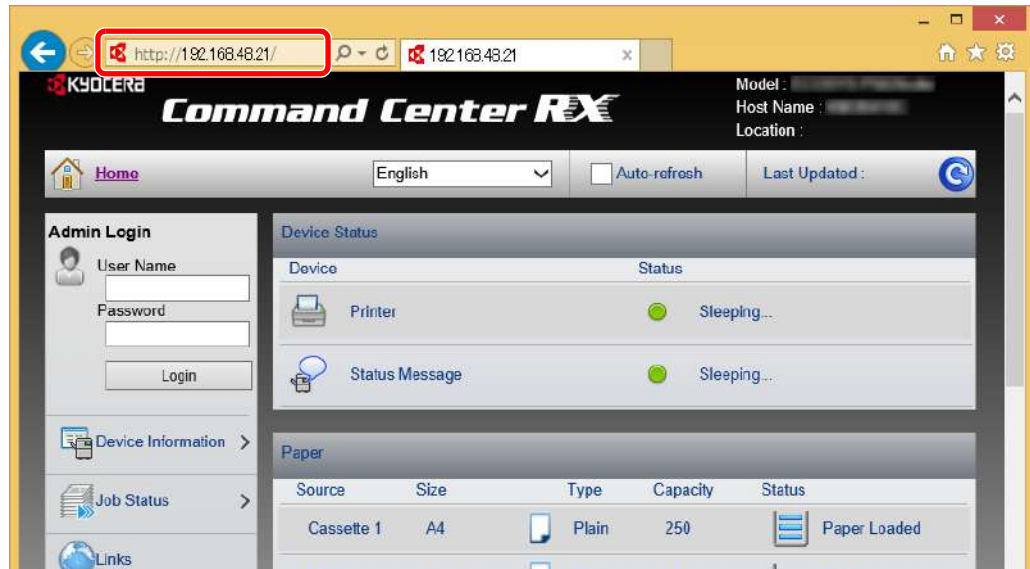 http://192.168.48.21/
192.168.48.21
KYOCERA
Command Center RX
Model :
Host Name :
Location :
Home
English
Auto-refresh
Last Updated :
Admin Login
User Name
Password
Login
Device Information
Job Status
Links
Device Status
Device Status
Printer Sleeping...
Status Message Sleeping...
Paper
Source Size Type Capacity Status
Cassette 1 A4 Plain 250 Paper Loaded